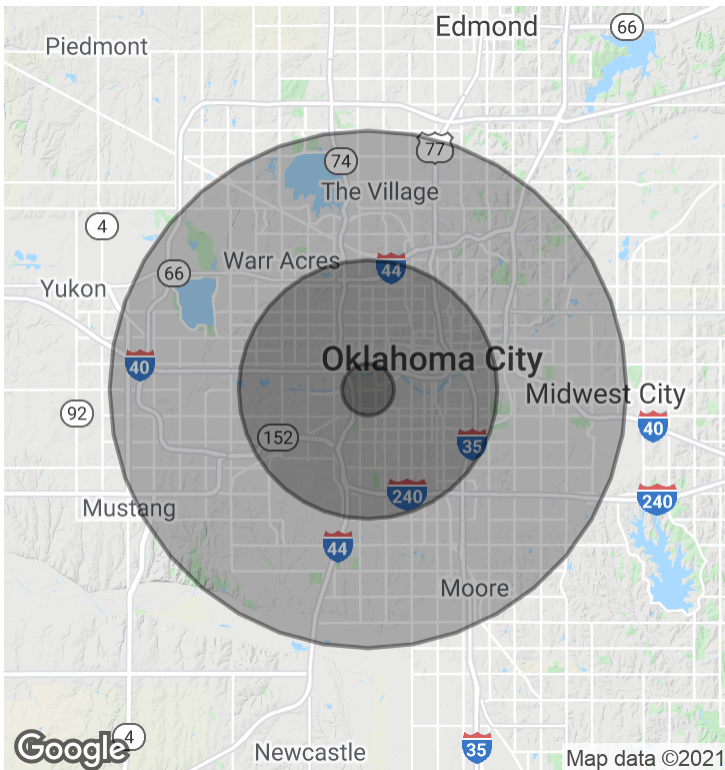 Edmond
66
Piedmont
77
74
The Village
4
Warr Acres
44
66
Yukon
Oklahoma City
40
Midwest City
92
40
152
35
240
240
Mustang
44
Moore
4
Google
Newcastle
35
Map data ©2021